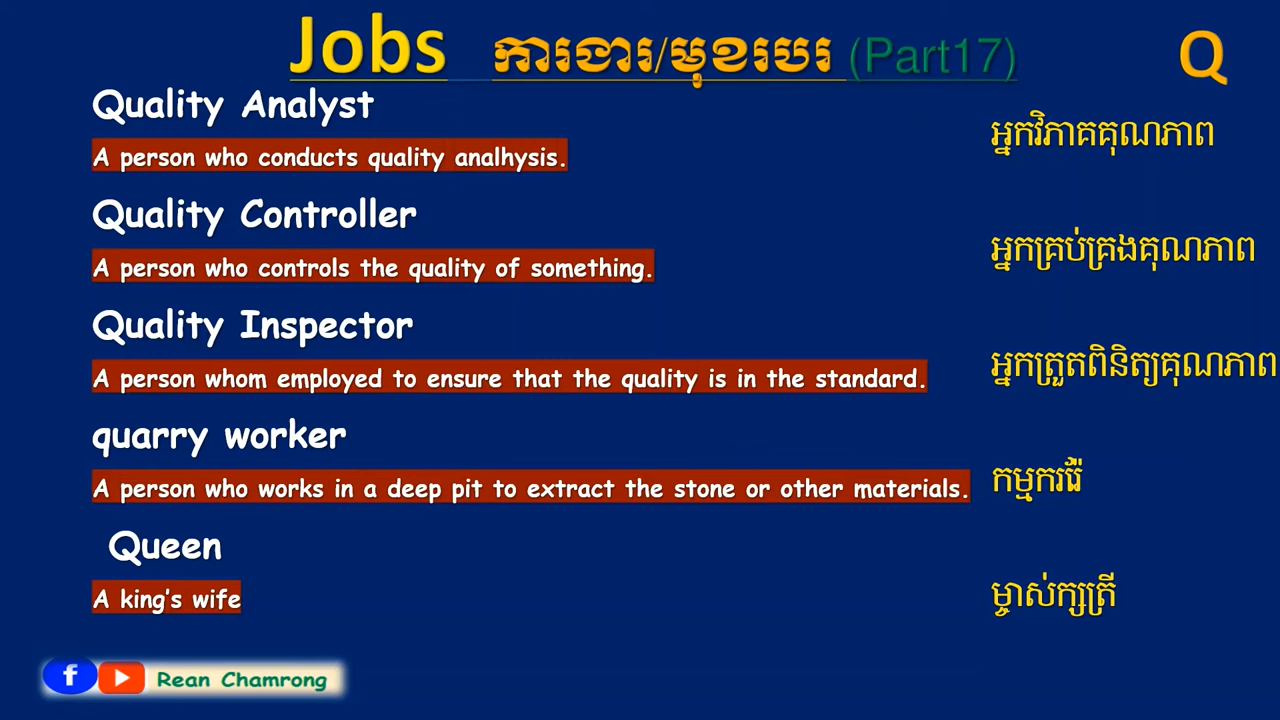 Jobs ការងារ/មុខរបរ (Part17) Q
Quality Analyst
អ្នកវិភាគគុណភាព
A person who conducts quality analhysis.
Quality Controller
អ្នកគ្រប់គ្រងគុណភាព
A person who controls the quality of something.
Quality Inspector
អ្នកត្រួតពិនិត្យគុណភាព
A person whom employed to ensure that the quality is in the standard.
quarry worker
កម្មកររ៉ែ
A person who works in a deep pit to extract the stone or other materials.
Queen
ម្ចាស់ក្សត្រី
A king's wife
f Rean Chamrong